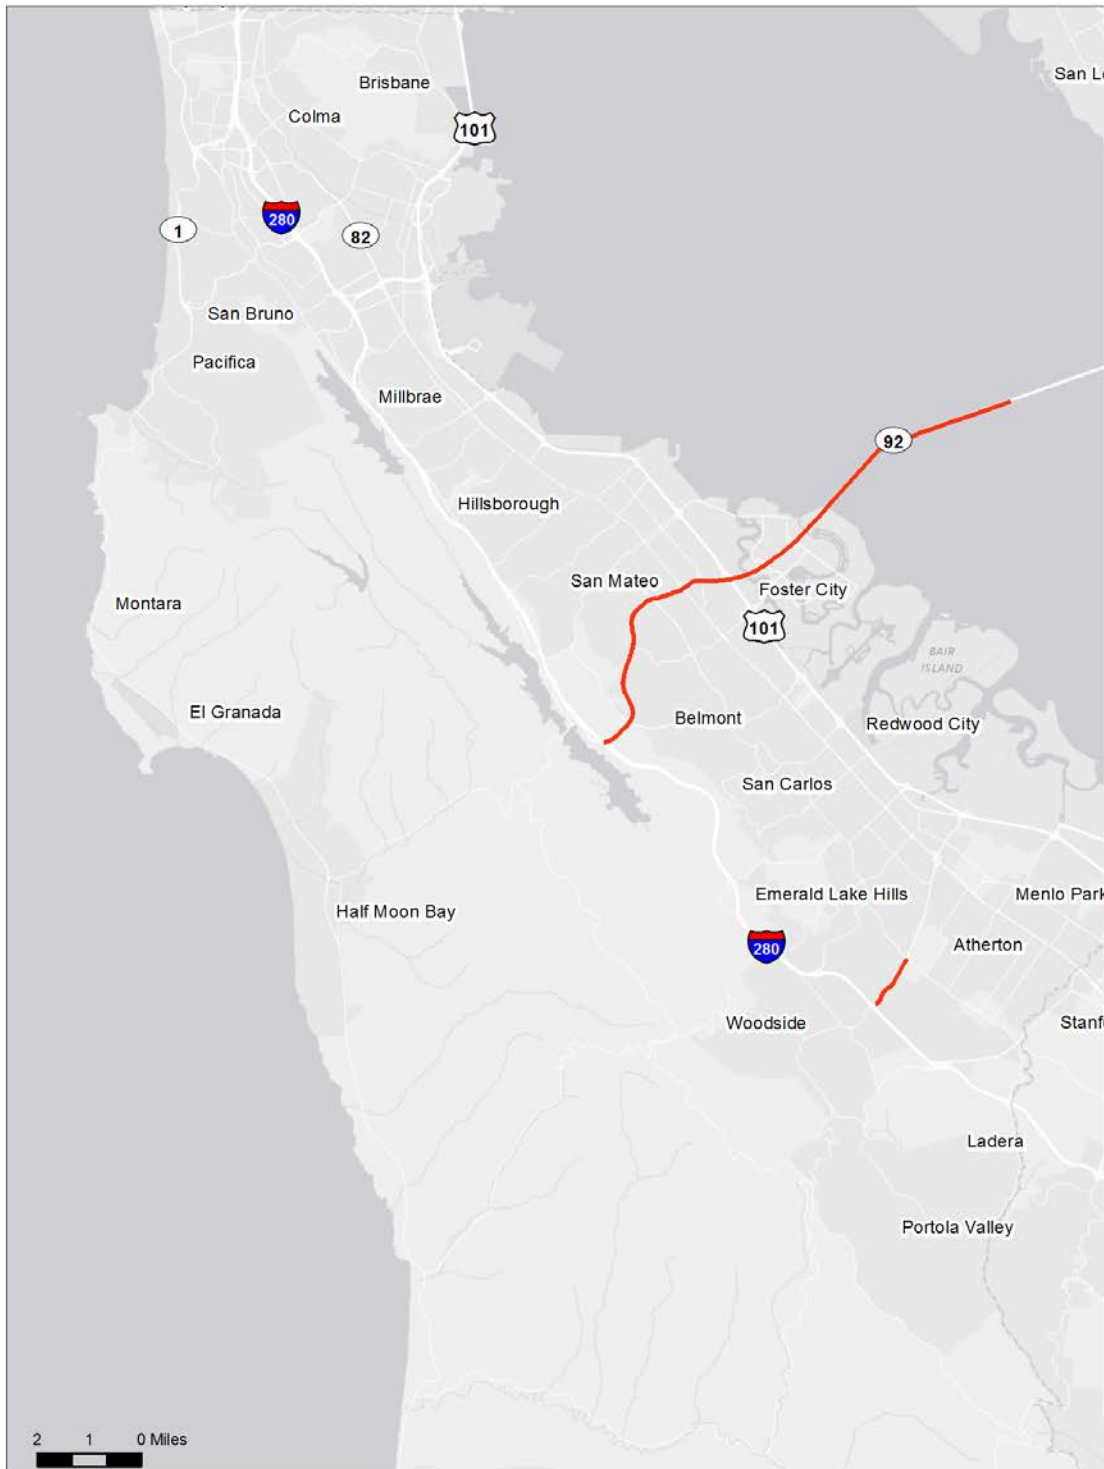 San L
Brisbane
Colma
101
280
1
82
San Bruno
Pacifica
Millbrae
92
Hillsborough
San Mateo
Foster City
Montara
101
BAIR
ISLAND
El Granada
Belmont
Redwood City
San Carlos
Emerald Lake Hills
Menlo Park
Half Moon Bay
Atherton
280
Woodside
Stanf
Ladera
Portola Valley
2 1 0 Miles